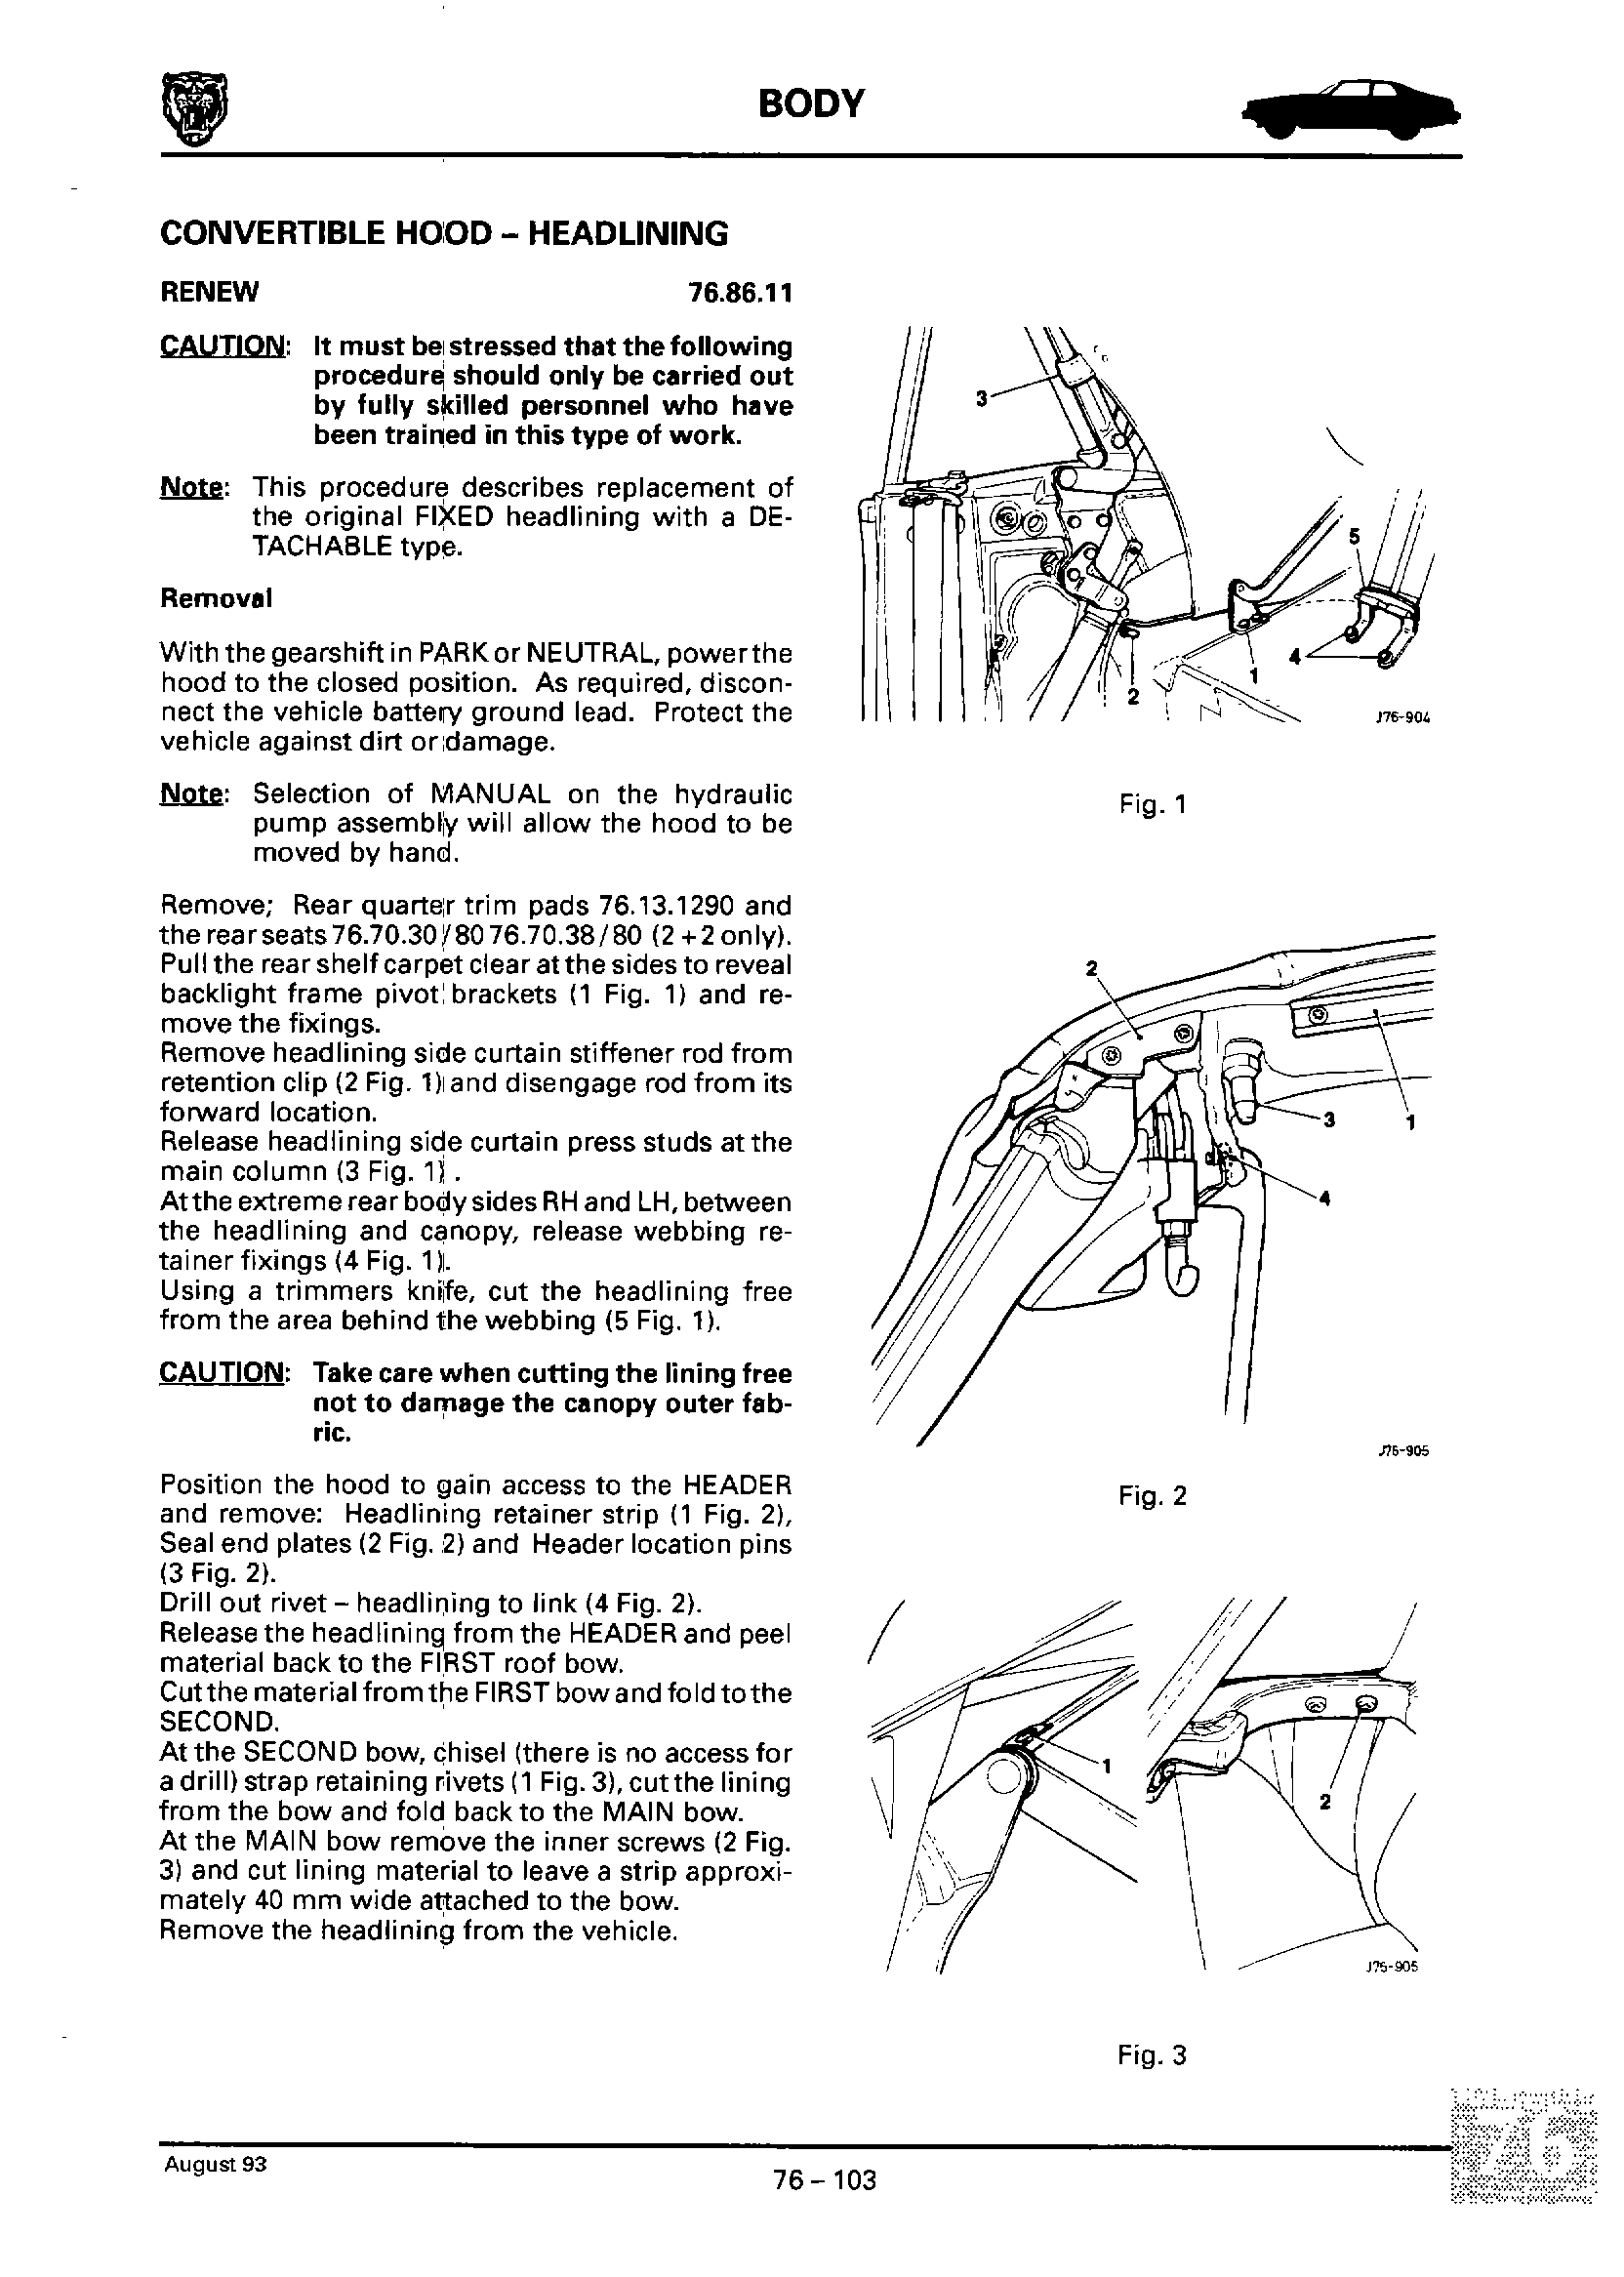 BODY
CONVERTIBLE HOOD – HEADLINING
RENEW 76.86.11
CAUTION: It must be stressed that the following
procedure should only be carried out
by fully skilled personnel who have
been trained in this type of work.
Note: This procedure describes replacement of
the original FIXED headlining with a DE-
TACHABLE type.
Removal
With the gearshift in PARK or NEUTRAL, power the
hood to the closed position. As required, discon-
nect the vehicle battery ground lead. Protect the
vehicle against dirt or damage.
Note: Selection of MANUAL on the hydraulic
pump assembly will allow the hood to be
moved by hand.
Remove; Rear quarter trim pads 76.13.1290 and
the rear seats 76.70.30/80 76.70.38/80 (2 +2 only).
Pull the rear shelf carpet clear at the sides to reveal
backlight frame pivot brackets (1 Fig. 1) and re-
move the fixings.
Remove headlining side curtain stiffener rod from
retention clip (2 Fig. 1) and disengage rod from its
forward location.
Release headlining side curtain press studs at the
main column (3 Fig. 1) .
At the extreme rear body sides RH and LH, between
the headlining and canopy, release webbing re-
tainer fixings (4 Fig. 1).
Using a trimmers knife, cut the headlining free
from the area behind the webbing (5 Fig. 1).
CAUTION: Take care when cutting the lining free
not to damage the canopy outer fab-
ric.
Position the hood to gain access to the HEADER
and remove: Headlining retainer strip (1 Fig. 2),
Seal end plates (2 Fig. 2) and Header location pins
(3 Fig. 2).
Drill out rivet – headlining to link (4 Fig. 2).
Release the headlining from the HEADER and peel
material back to the FIRST roof bow.
Cut the material from the FIRST bow and fold to the
SECOND.
At the SECOND bow, chisel (there is no access for
a drill) strap retaining rivets (1 Fig. 3), cut the lining
from the bow and fold back to the MAIN bow.
At the MAIN bow remove the inner screws (2 Fig.
3) and cut lining material to leave a strip approxi-
mately 40 mm wide attached to the bow.
Remove the headlining from the vehicle.
3
5
4
1
2
J76-904
Fig. 1
2
3
1
4
J76-905
Fig. 2
1
2
J76-905
Fig. 3
76
August 93
76 – 103